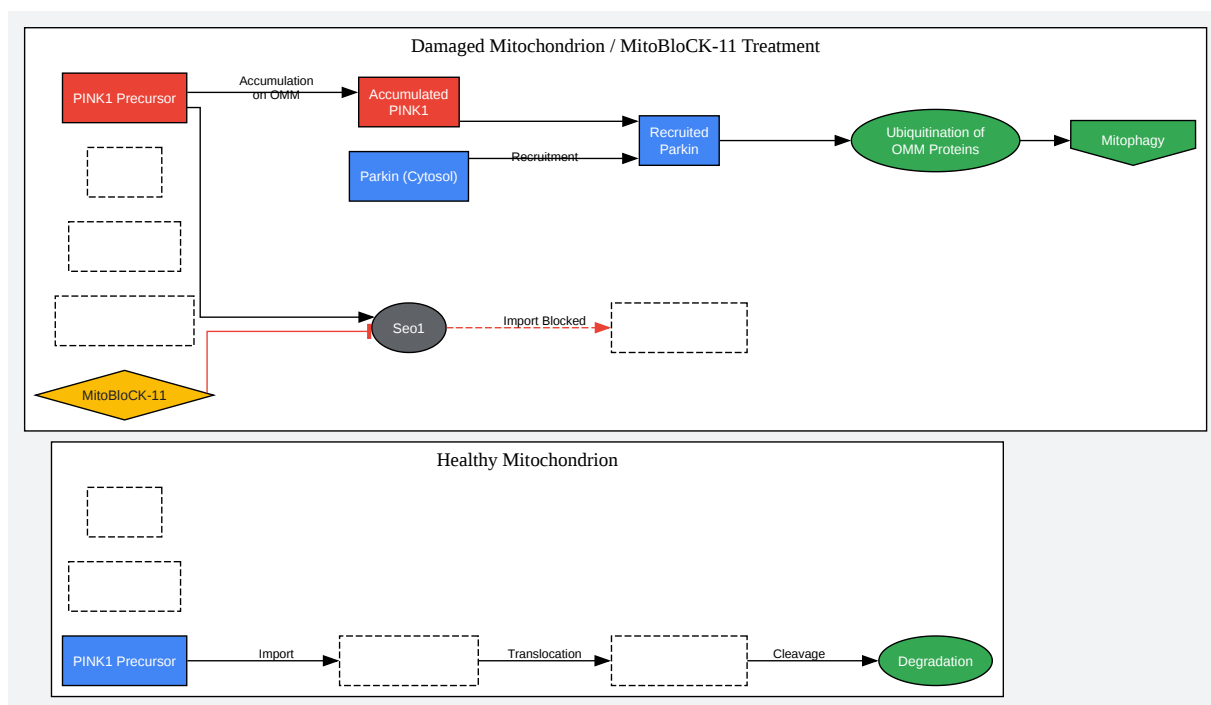 Damaged Mitochondrion / MitoBloCK-11 Treatment
PINK1 Precursor
Accumulation
on OMM
Accumulated
PINK1
Recruited
Parkin
Ubiquitination of
OMM Proteins
Mitophagy
Parkin (Cytosol)
Recruitment
Seo1
Import Blocked
MitoBloCK-11
Healthy Mitochondrion
PINK1 Precursor
Import
Translocation
Cleavage
Degradation